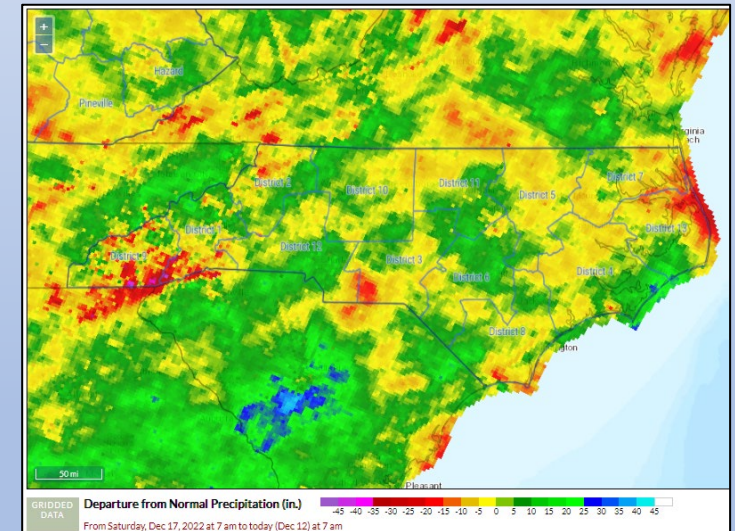 +
−
Hazard
Pineville
rginia
ch
District 2
District 10
District 11
District 7
District 5
District 1
District 13
District 12
District 3
District 6
District 4
District 8
gton
50 mi
Pleasant
GRIDDED
DATA
Departure from Normal Precipitation (in.)
-45 -40 -35 -30 -25 -20 -15 -10 -5 0 5 10 15 20 25 30 35 40 45
From Saturday, Dec 17, 2022 at 7 am to today (Dec 12) at 7 am